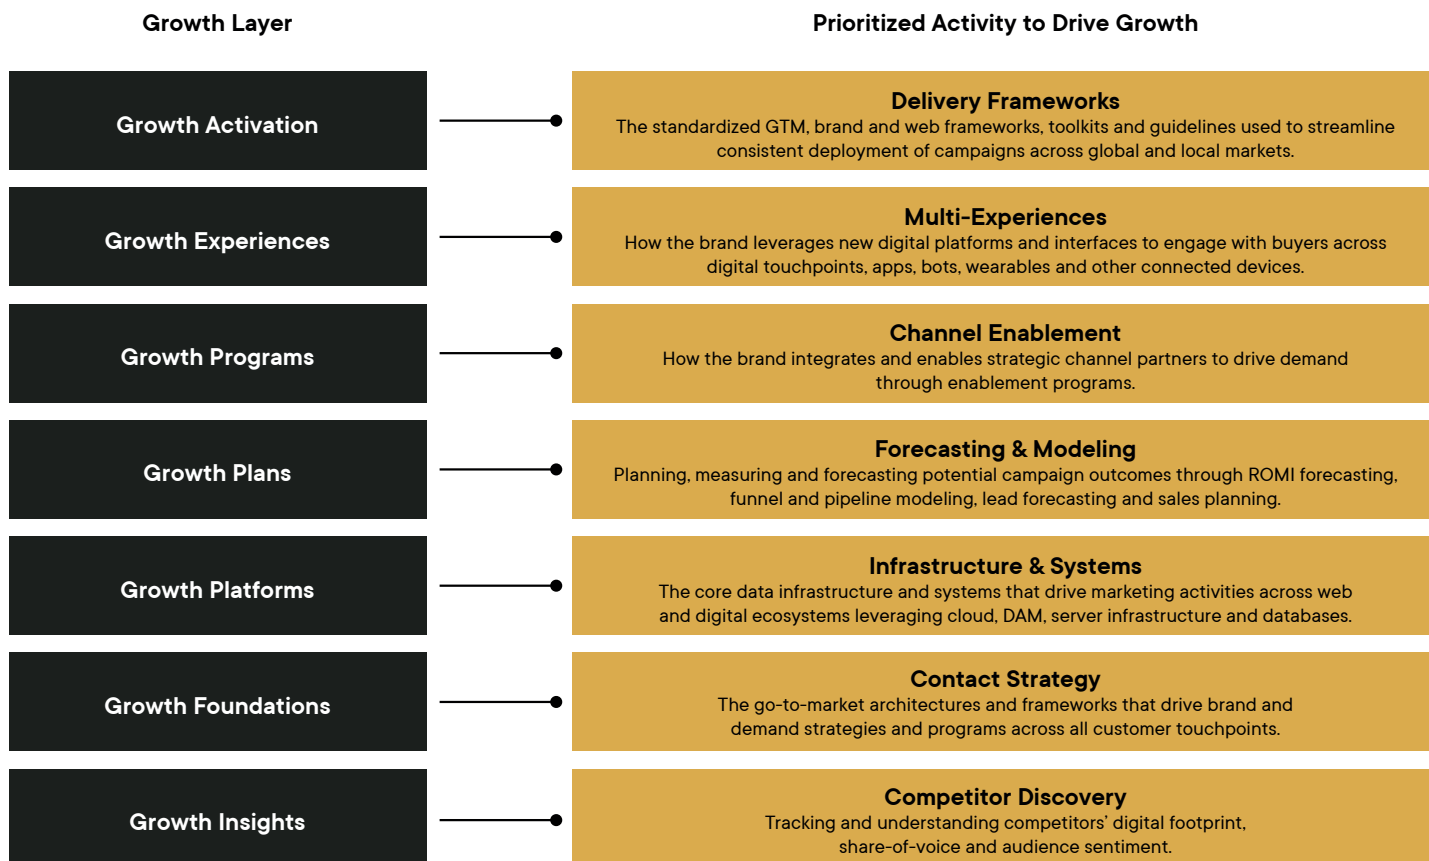 Growth Layer
Prioritized Activity to Drive Growth
Growth Activation
Delivery Frameworks
The standardized GTM, brand and web frameworks, toolkits and guidelines used to streamline
consistent deployment of campaigns across global and local markets.
Growth Experiences
Multi-Experiences
How the brand leverages new digital platforms and interfaces to engage with buyers across
digital touchpoints, apps, bots, wearables and other connected devices.
Growth Programs
Channel Enablement
How the brand integrates and enables strategic channel partners to drive demand
through enablement programs.
Growth Plans
Forecasting & Modeling
Planning, measuring and forecasting potential campaign outcomes through ROMI forecasting,
funnel and pipeline modeling, lead forecasting and sales planning.
Growth Platforms
Infrastructure & Systems
The core data infrastructure and systems that drive marketing activities across web
and digital ecosystems leveraging cloud, DAM, server infrastructure and databases.
Growth Foundations
Contact Strategy
The go-to-market architectures and frameworks that drive brand and
demand strategies and programs across all customer touchpoints.
Growth Insights
Competitor Discovery
Tracking and understanding competitors’ digital footprint,
share-of-voice and audience sentiment.